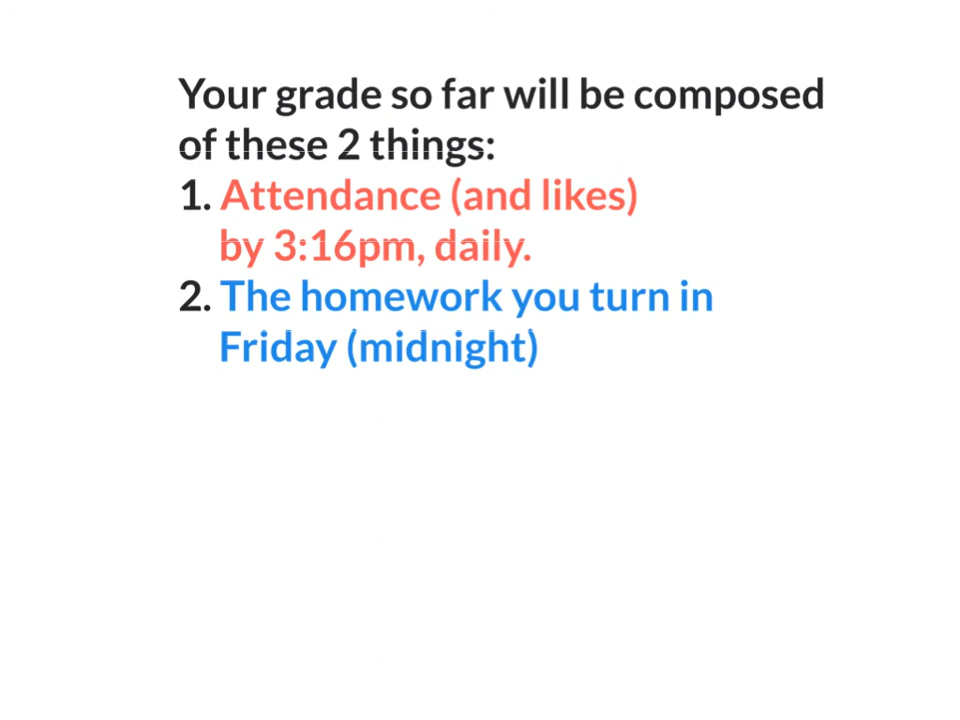 Your grade so far will be composed
of these 2 things:
1. Attendance (and likes)
by 3:16pm, daily.
2. The homework you turn in
Friday (midnight)